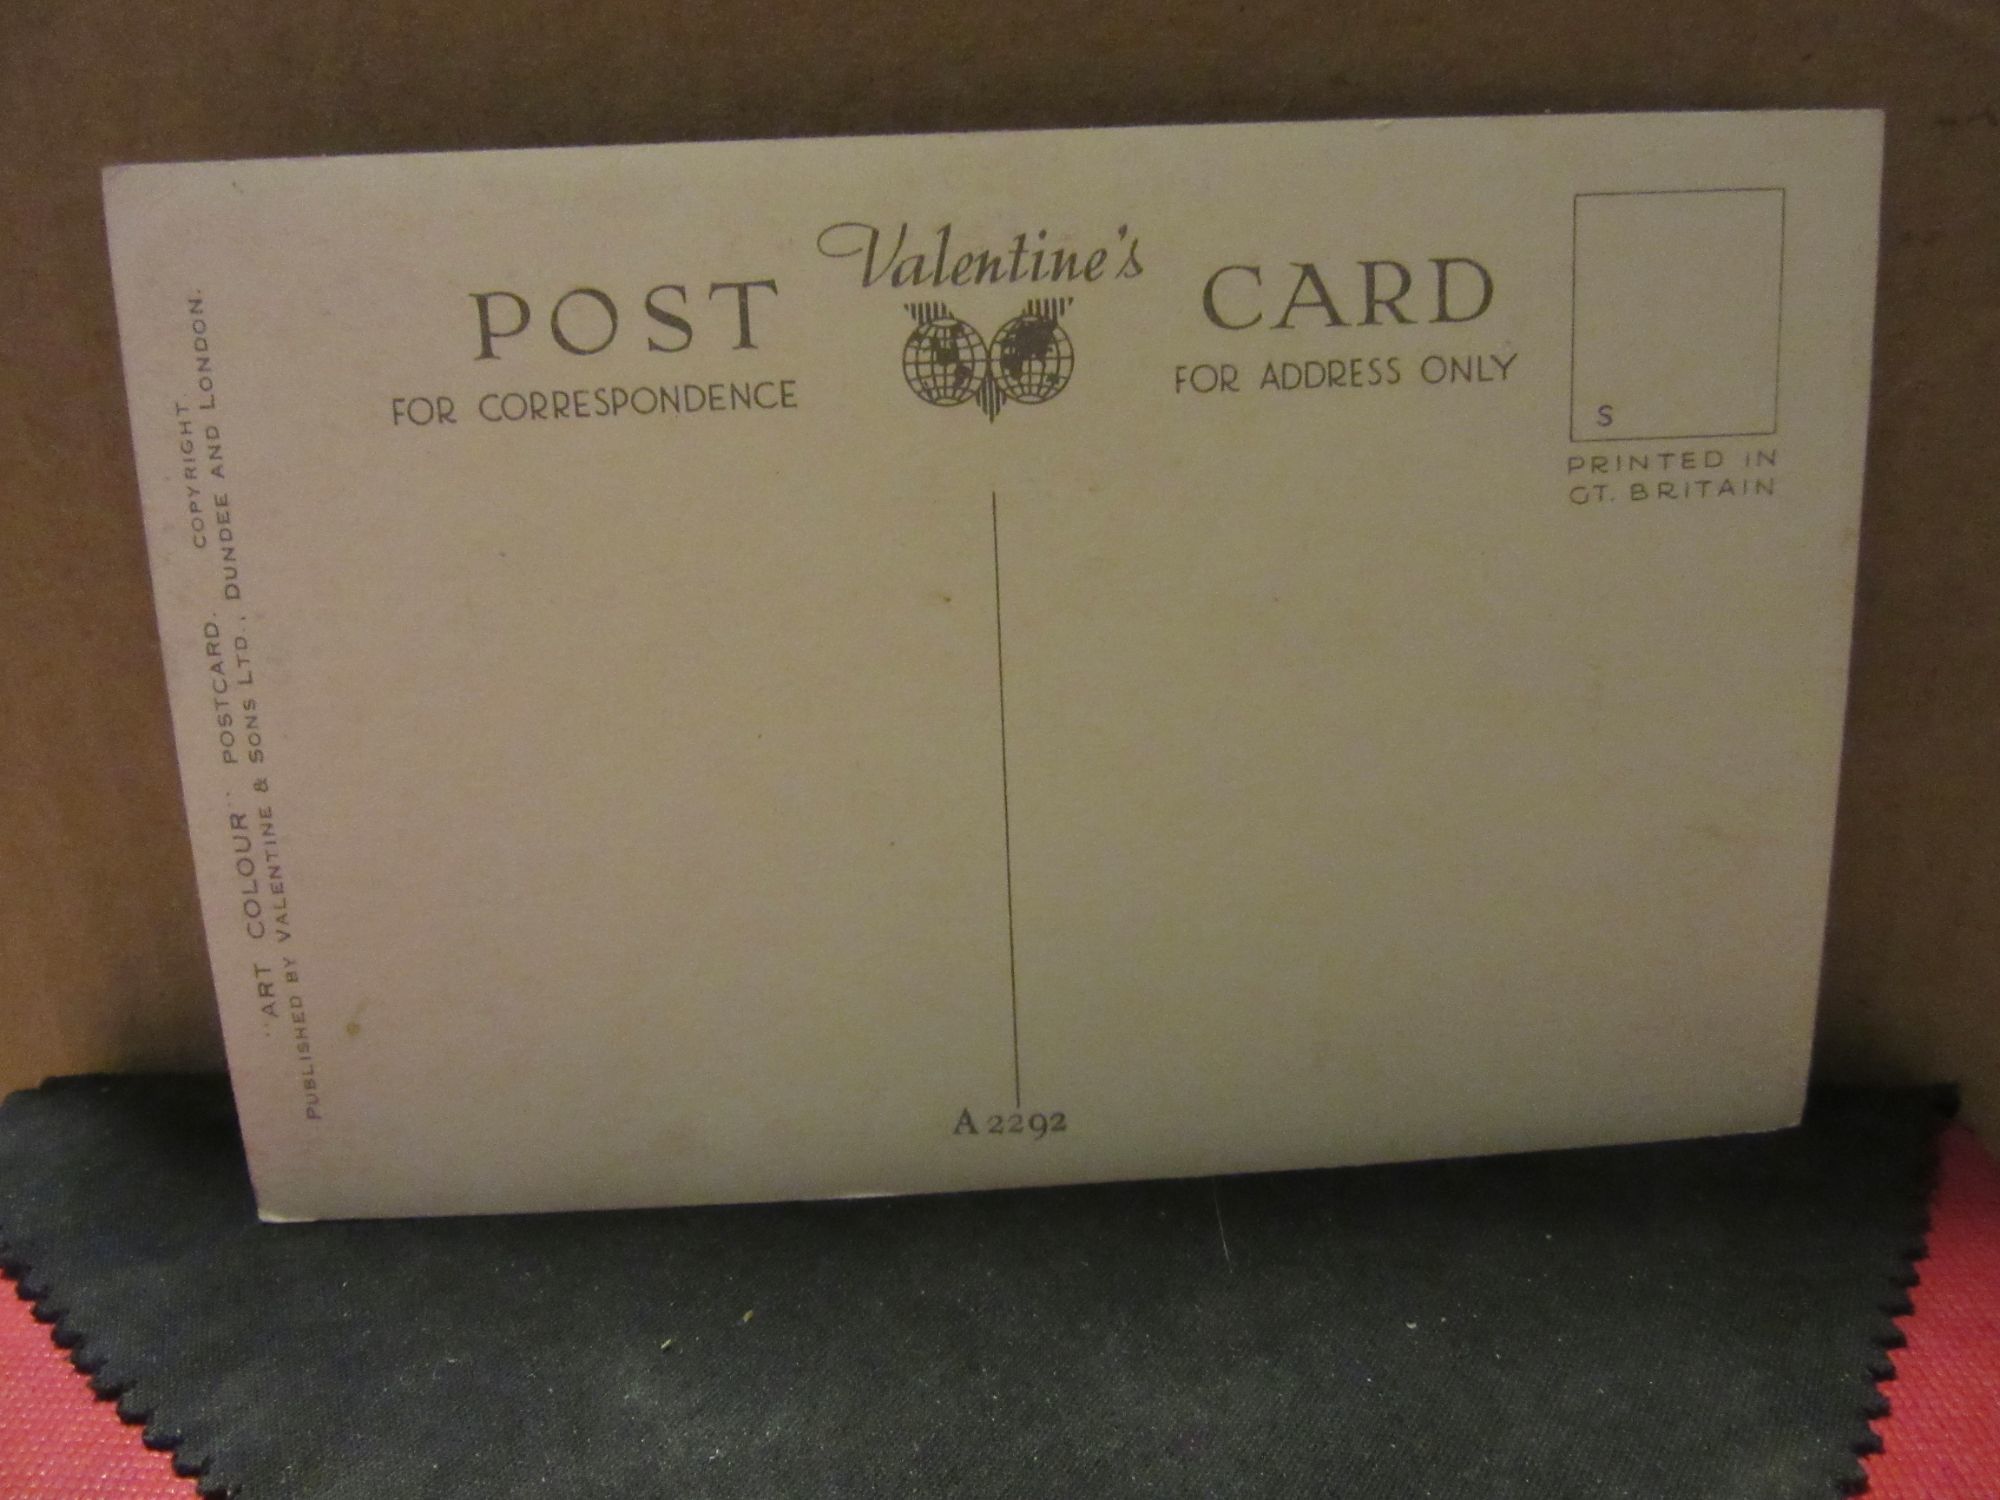 "ART COLOUR" POSTCARD. COPYRIGHT.
PUBLISHED BY VALENTINE & SONS LTD., DUNDEE AND LONDON.
POST Valentine's CARD
FOR CORRESPONDENCE FOR ADDRESS ONLY
S
PRINTED IN
GT. BRITAIN
A 2292